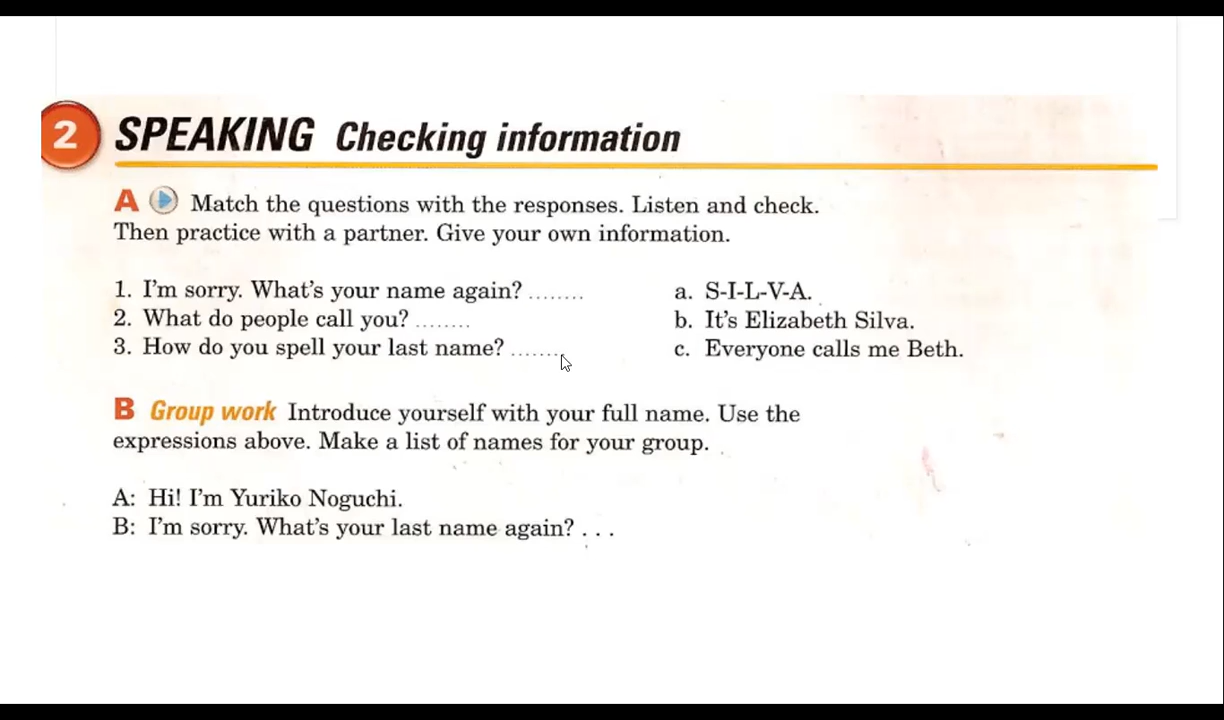 2 SPEAKING Checking information
A Match the questions with the responses. Listen and check.
Then practice with a partner. Give your own information.
1. I'm sorry. What's your name again? ........
a. S-I-L-V-A.
2. What do people call you? ........
b. It's Elizabeth Silva.
3. How do you spell your last name? ........
c. Everyone calls me Beth.
B Group work Introduce yourself with your full name. Use the
expressions above. Make a list of names for your group.
A: Hi! I'm Yuriko Noguchi.
B: I'm sorry. What's your last name again? . . .